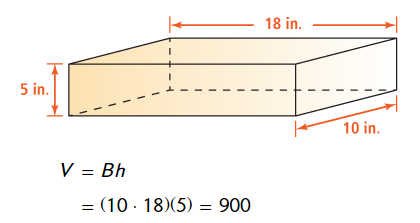 18 in.
5 in.
10 in.
V = Bh
= (10 · 18)(5) = 900